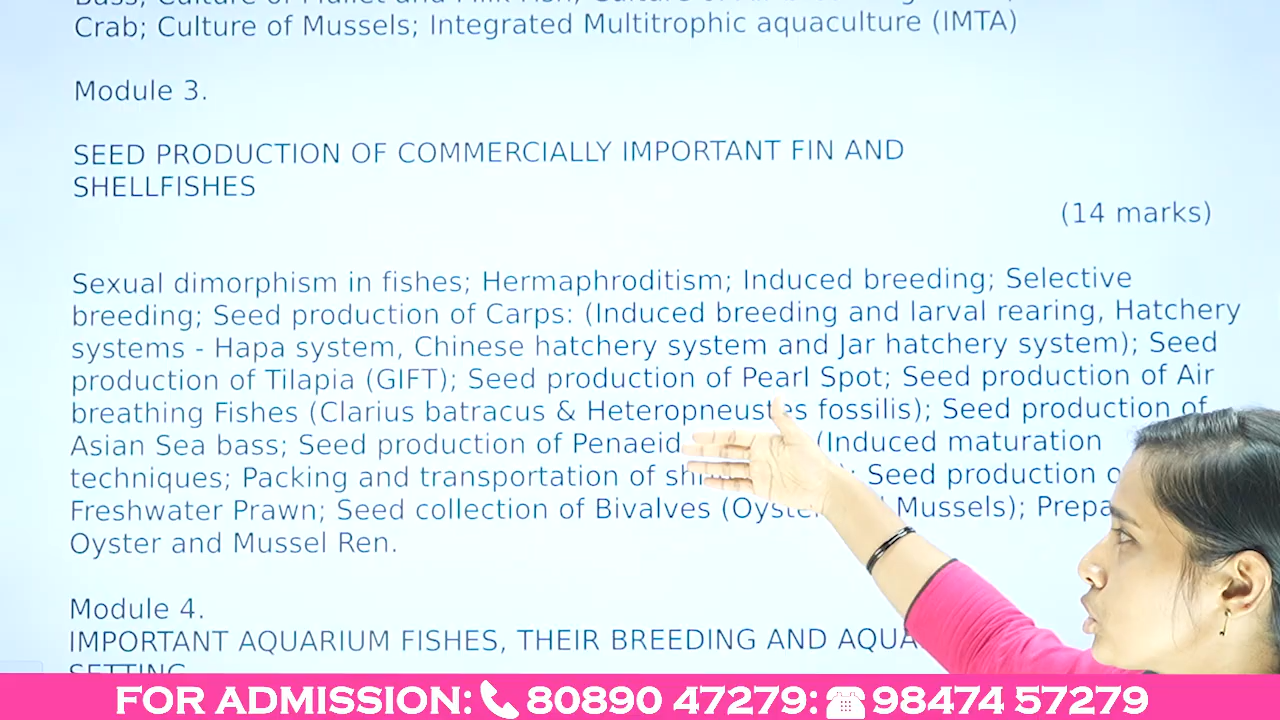 Crab; Culture of Mussels; Integrated Multitrophic aquaculture (IMTA)
Module 3.
SEED PRODUCTION OF COMMERCIALLY IMPORTANT FIN AND
SHELLFISHES
(14 marks)
Sexual dimorphism in fishes; Hermaphroditism; Induced breeding; Selective
breeding; Seed production of Carps: (Induced breeding and larval rearing, Hatchery
systems - Hapa system, Chinese hatchery system and Jar hatchery system); Seed
production of Tilapia (GIFT); Seed production of Pearl Spot; Seed production of Air
breathing Fishes (Clarius batracus & Heteropneustes fossilis); Seed production of
Asian Sea bass; Seed production of Penaeid (Induced maturation
techniques; Packing and transportation of Seed production
Freshwater Prawn; Seed collection of Bivalves Mussels);
Oyster and Mussel Ren.
Module 4.
IMPORTANT AQUARIUM FISHES, THEIR BREEDING AND
SETTING
FOR ADMISSION: 80890 47279: 98474 57279